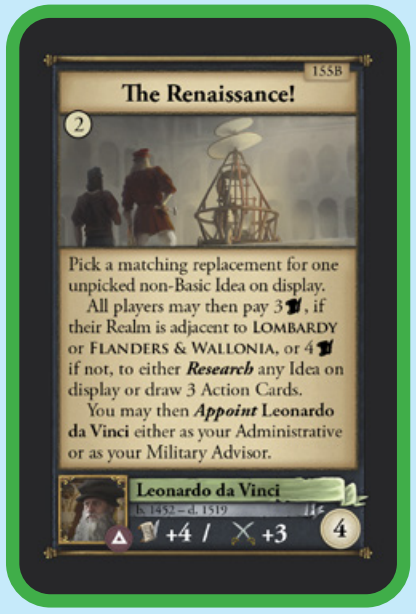 155B
The Renaissance!
2
Pick a matching replacement for one
unpicked non-Basic Idea on display.
All players may then pay 3, if
their Realm is adjacent to LOMBARDY
or FLANDERS & WALLONIA, or 4
if not, to either Research any Idea on
display or draw 3 Action Cards.
You may then Appoint Leonardo
da Vinci either as your Administrative
or as your Military Advisor.
Leonardo da Vinci
b. 1452 – d. 1519
+4 / +3
4